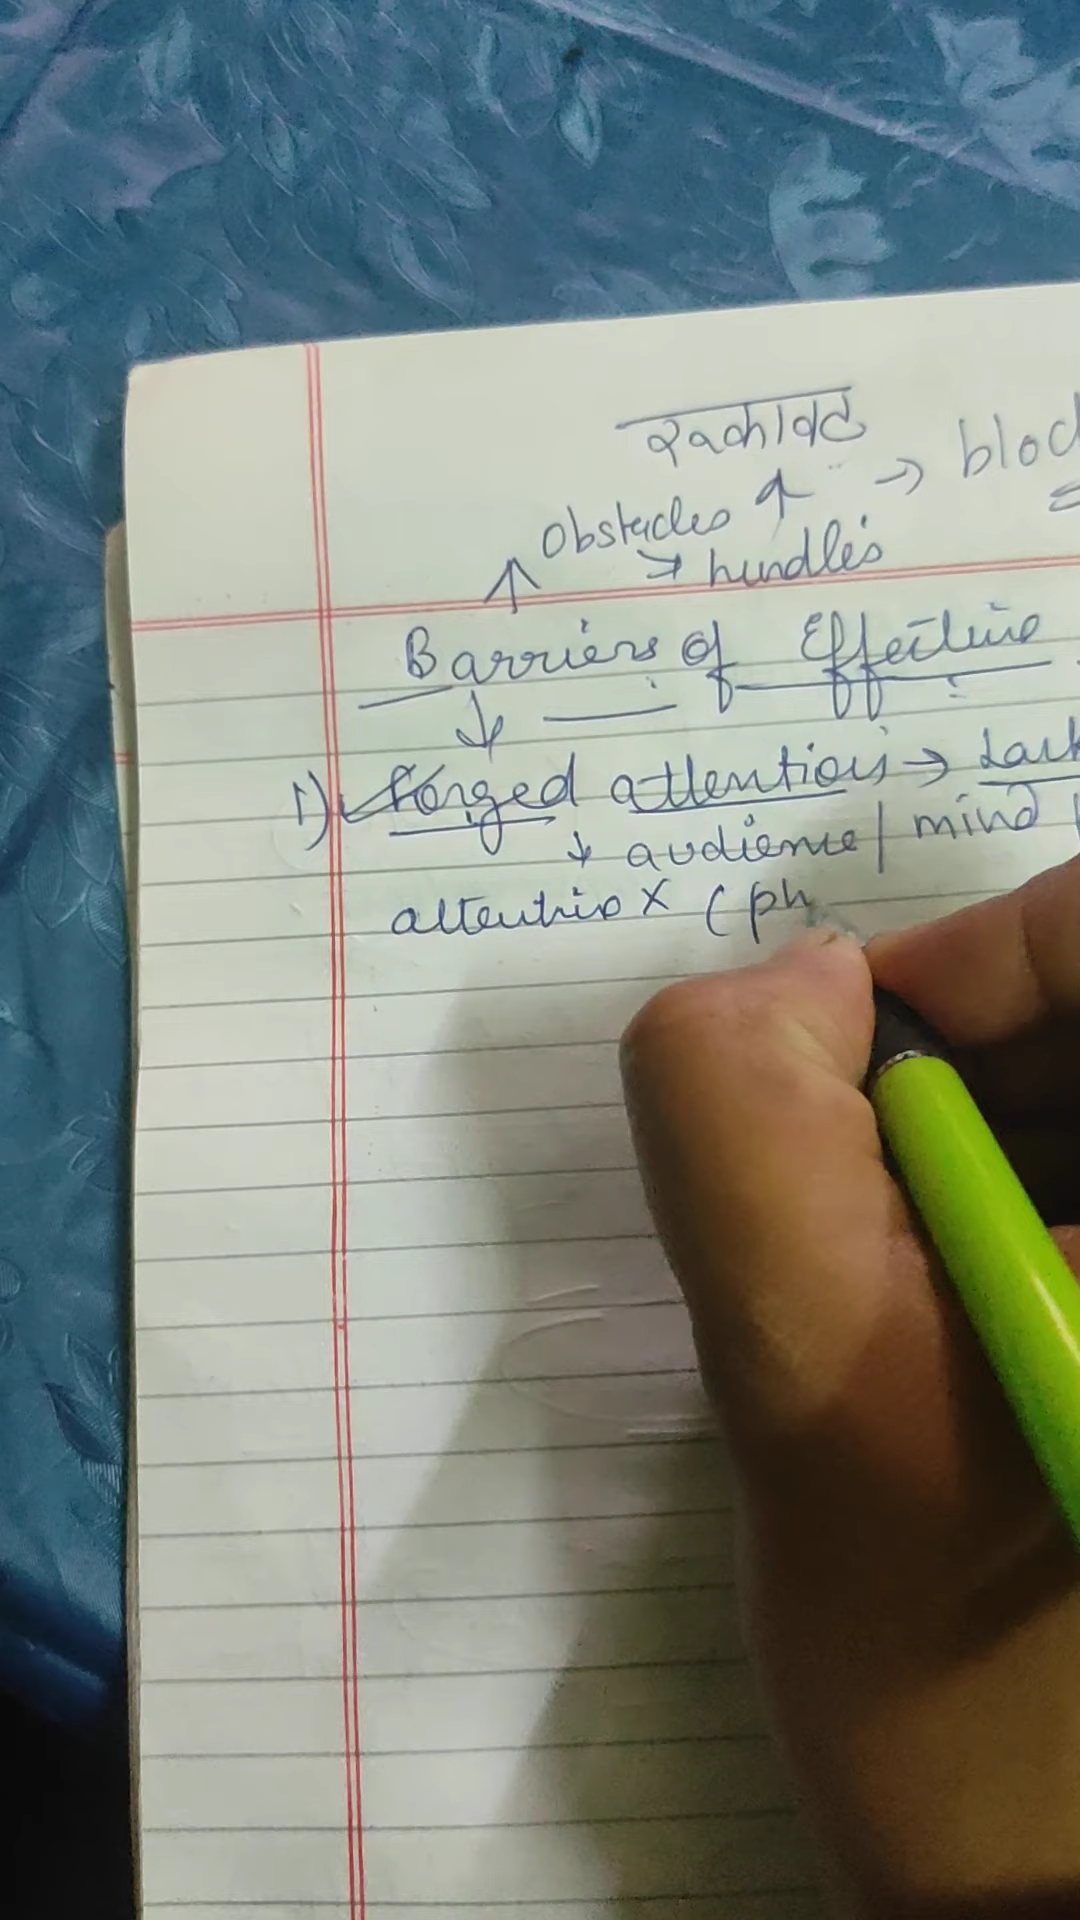 रुकावट
Obstacles → bloc
→ hurdles
Barriers of Effective
1) Forged attention → Lack
audience / mind
attention X (ph